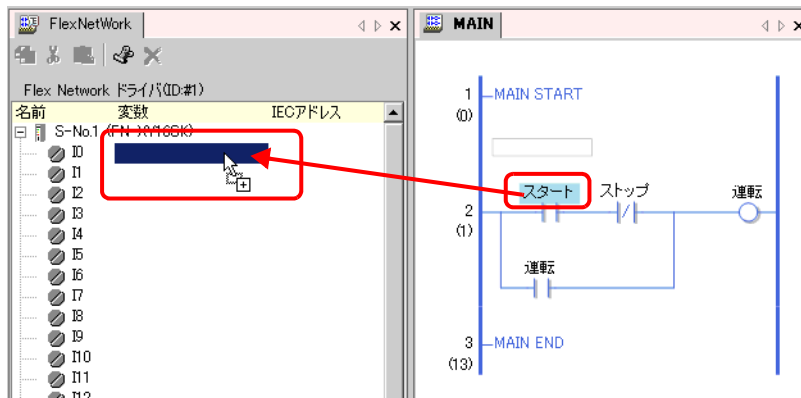 FlexNetWork
Flex Network ドライバ(ID:#1)
名前 変数 IECアドレス
S-No.1 (FN-XY16SK)
I0
I1
I2
I3
I4
I5
I6
I7
I8
I9
I10
I11
I12
MAIN
1 MAIN START
(0)
スタート ストップ 運転
2
(1)
運転
3 MAIN END
(13)